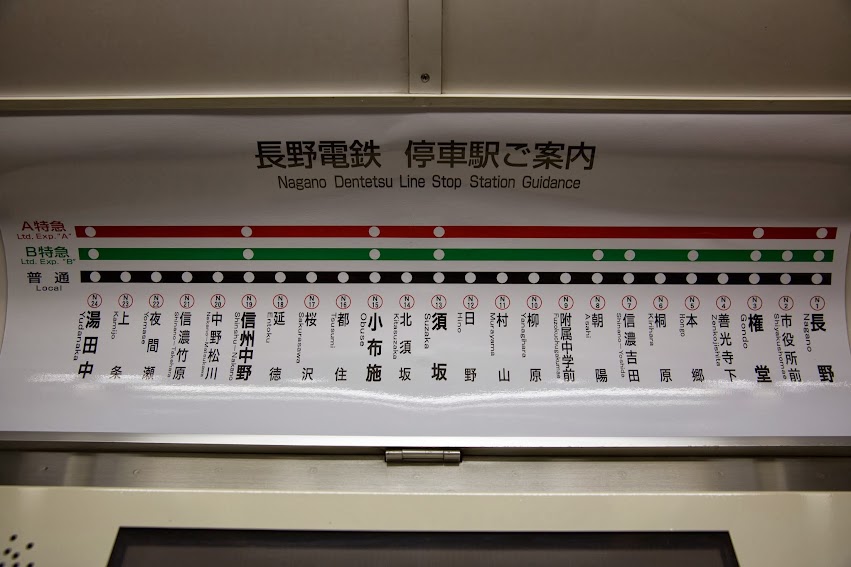 長野電鉄 停車駅ご案内
Nagano Dentetsu Line Stop Station Guidance
A特急
Ltd. Exp. "A"
B特急
Ltd. Exp. "B"
普通
Local
N24 湯田中 Yudanaka
N23 上条 Kamijo
N22 夜間瀬 Yomase
N21 信濃竹原 Shinano-Takehara
N20 中野松川 Nakano-Matsukawa
N19 信州中野 Shinshu-Nakano
N18 延徳 Entoku
N17 桜沢 Sakurasawa
N16 都住 Tsusumi
N15 小布施 Obuse
N14 北須坂 Kitasuzaka
N13 須坂 Suzaka
N12 日野 Hino
N11 村山 Murayama
N10 柳原 Yanagihara
N9 附属中学前 Fuzokuchugakumae
N8 朝陽 Asahi
N7 信濃吉田 Shinano-Yoshida
N6 桐原 Kirihara
N5 本郷 Hongo
N4 善光寺下 Zenkojishita
N3 権堂 Gondo
N2 市役所前 Shiyakushomae
N1 長野 Nagano